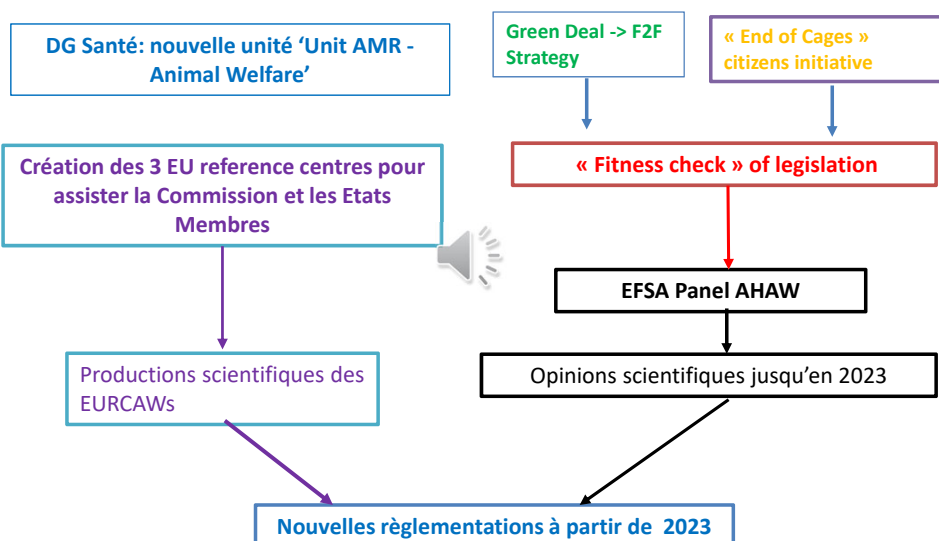 DG Santé: nouvelle unité ‘Unit AMR -
Animal Welfare’
Green Deal -> F2F
Strategy
« End of Cages »
citizens initiative
Création des 3 EU reference centres pour
assister la Commission et les Etats
Membres
« Fitness check » of legislation
EFSA Panel AHAW
Productions scientifiques des
EURCAWs
Opinions scientifiques jusqu’en 2023
Nouvelles règlementations à partir de 2023